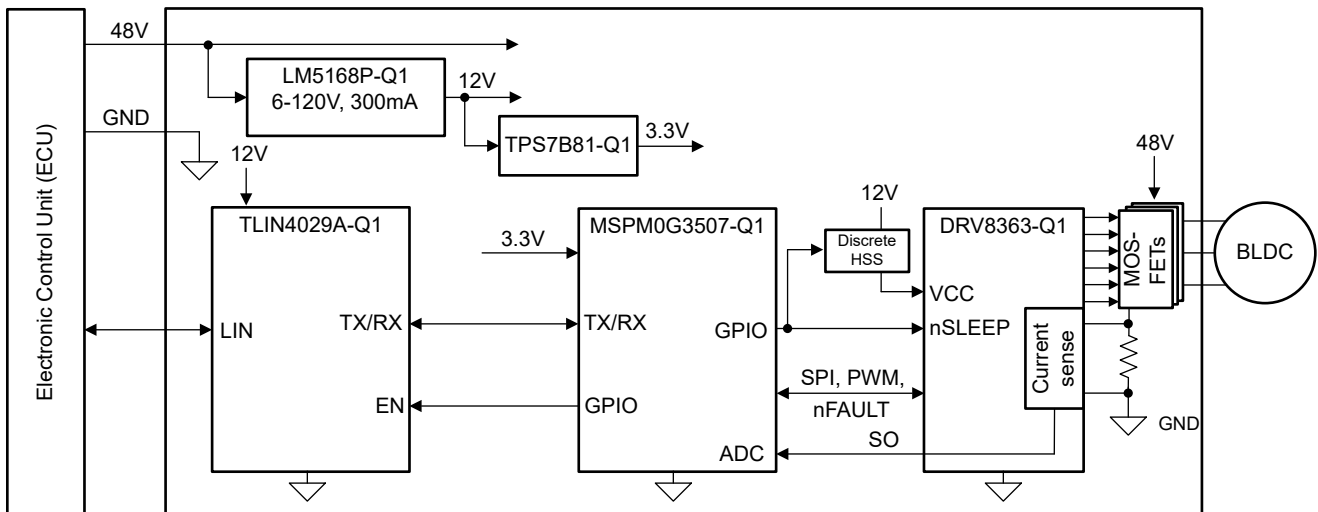 Electronic Control Unit (ECU)
48V
LM5168P-Q1
6-120V, 300mA
12V
GND
TPS7B81-Q1
3.3V
12V
48V
TLIN4029A-Q1
MSPM0G3507-Q1
12V
DRV8363-Q1
3.3V
Discrete
HSS
MOS-
FETs
BLDC
VCC
LIN
TX/RX
TX/RX
GPIO
nSLEEP
Current
sense
SPI, PWM,
nFAULT
EN
GPIO
GND
SO
ADC